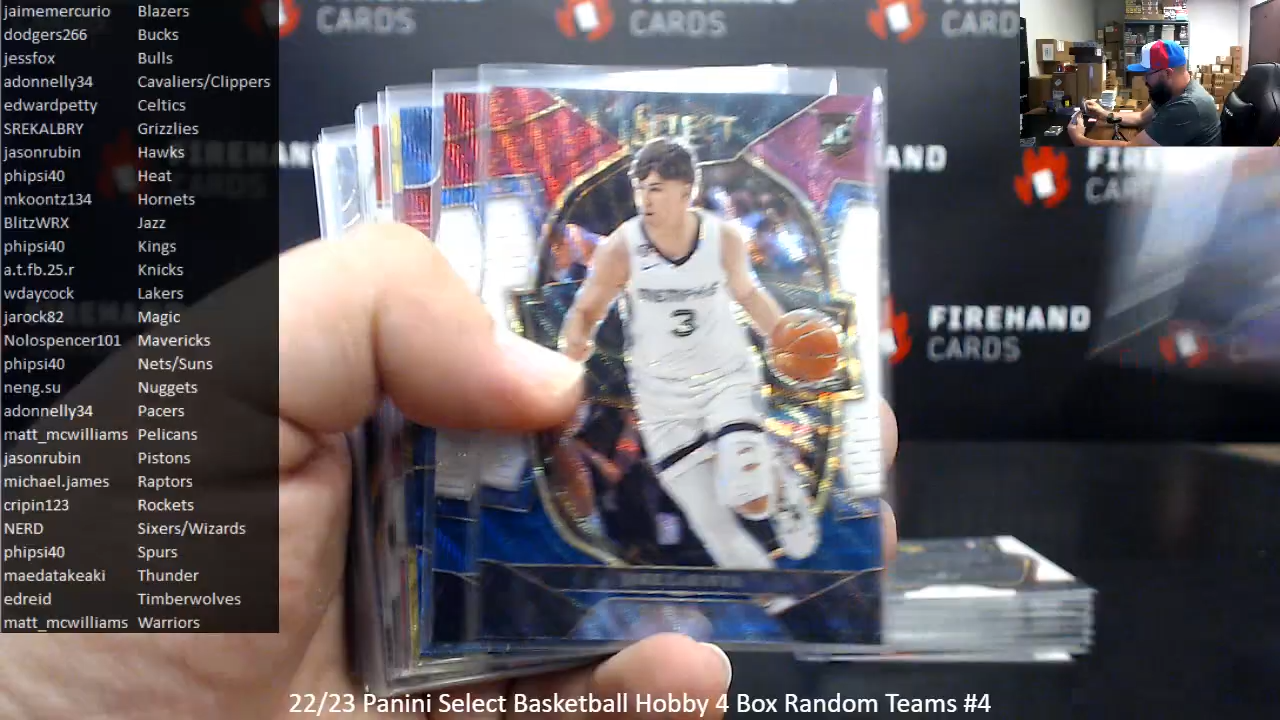 jaimemercurio Blazers
dodgers266 Bucks
jessfox Bulls
adonnelly34 Cavaliers/Clippers
edwardpetty Celtics
SREKALBRY Grizzlies
jasonrubin Hawks
phipsi40 Heat
mkoontz134 Hornets
BlitzWRX Jazz
phipsi40 Kings
a.t.fb.25.r Knicks
wdaycock Lakers
jarock82 Magic
Nolospencer101 Mavericks
phipsi40 Nets/Suns
neng.su Nuggets
adonnelly34 Pacers
matt_mcwilliams Pelicans
jasonrubin Pistons
michael.james Raptors
cripin123 Rockets
NERD Sixers/Wizards
phipsi40 Spurs
maedatakeaki Thunder
edreid Timberwolves
matt_mcwilliams Warriors
CARDS
CARDS
CARD
FIREHAND
CARDS
SELECT
RC
MEMPHIS
3
22/23 Panini Select Basketball Hobby 4 Box Random Teams #4